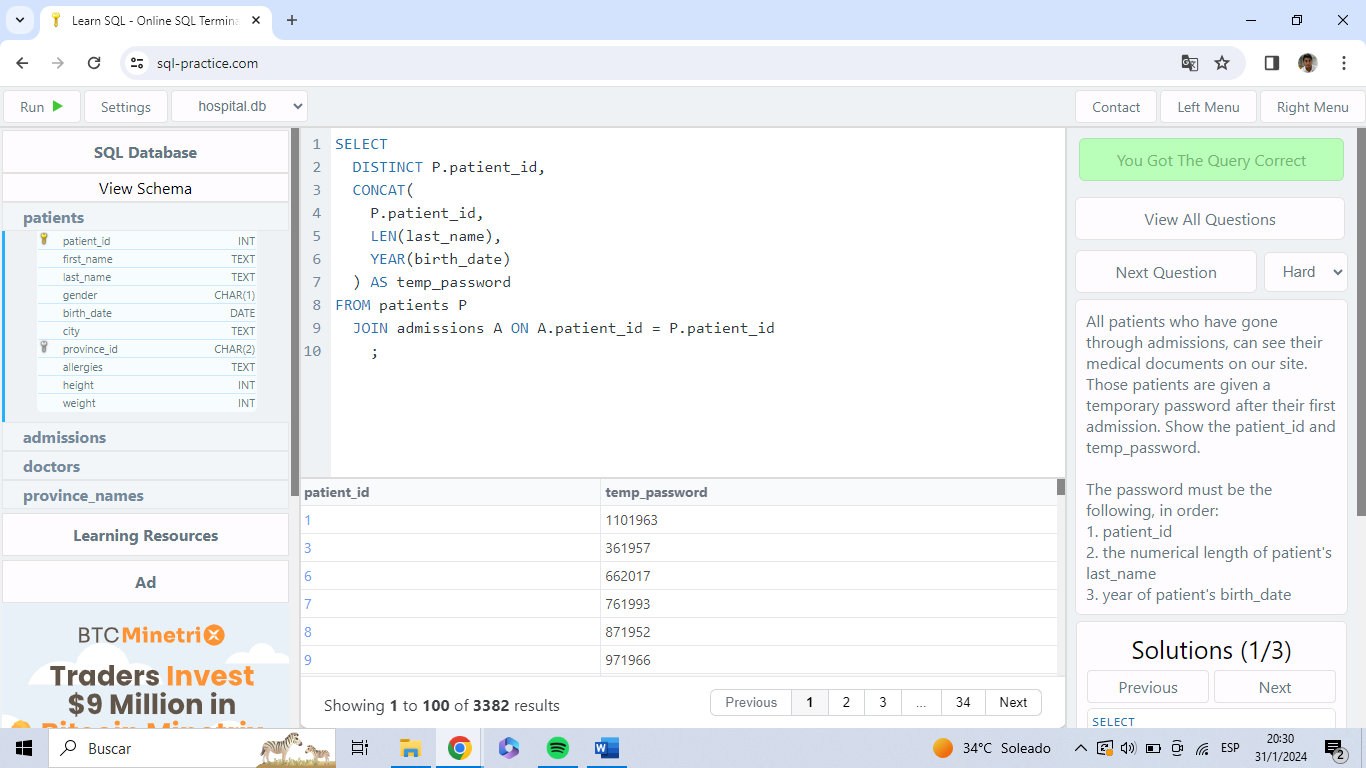 Learn SQL - Online SQL Termina
sql-practice.com
Run
Settings
hospital.db
Contact
Left Menu
Right Menu
SQL Database
View Schema
patients
patient_id INT
first_name TEXT
last_name TEXT
gender CHAR(1)
birth_date DATE
city TEXT
province_id CHAR(2)
allergies TEXT
height INT
weight INT
admissions
doctors
province_names
Learning Resources
Ad
BTCMinetrix
Traders Invest
$9 Million in
Bitcoin Minetrix
1 SELECT
2 DISTINCT P.patient_id,
3 CONCAT(
4 P.patient_id,
5 LEN(last_name),
6 YEAR(birth_date)
7 ) AS temp_password
8 FROM patients P
9 JOIN admissions A ON A.patient_id = P.patient_id
10 ;
patient_id temp_password
1 1101963
3 361957
6 662017
7 761993
8 871952
9 971966
Showing 1 to 100 of 3382 results
Previous 1 2 3 ... 34 Next
You Got The Query Correct
View All Questions
Next Question
Hard
All patients who have gone
through admissions, can see their
medical documents on our site.
Those patients are given a
temporary password after their first
admission. Show the patient_id and
temp_password.
The password must be the
following, in order:
1. patient_id
2. the numerical length of patient's
last_name
3. year of patient's birth_date
Solutions (1/3)
Previous Next
SELECT
Buscar
34°C Soleado
ESP
20:30
31/1/2024
2